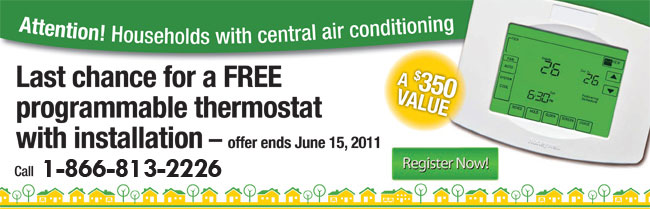 Attention! Households with central air conditioning
Last chance for a FREE
programmable thermostat
with installation – offer ends June 15, 2011
Call 1-866-813-2226
A $350
VALUE
26
26
6:30
Register Now!